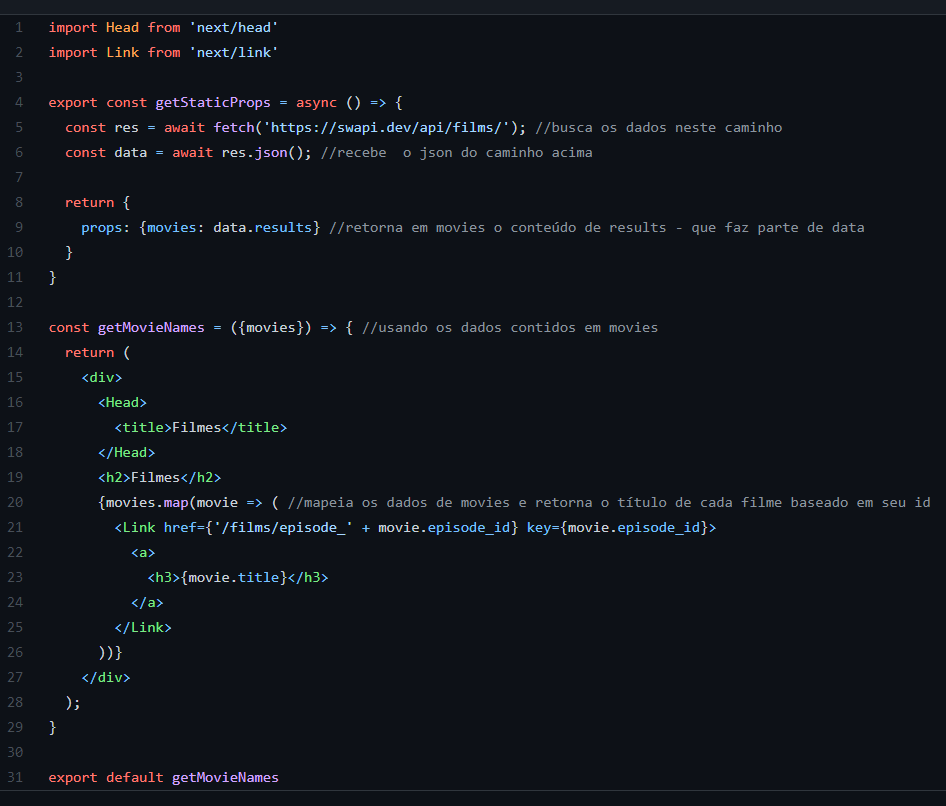 1 import Head from 'next/head'
2 import Link from 'next/link'
3
4 export const getStaticProps = async () => {
5   const res = await fetch('https://swapi.dev/api/films/'); //busca os dados neste caminho
6   const data = await res.json(); //recebe  o json do caminho acima
7
8   return {
9     props: {movies: data.results} //retorna em movies o conteúdo de results - que faz parte de data
10   }
11 }
12
13 const getMovieNames = ({movies}) => { //usando os dados contidos em movies
14   return (
15     <div>
16       <Head>
17         <title>Filmes</title>
18       </Head>
19       <h2>Filmes</h2>
20       {movies.map(movie => ( //mapeia os dados de movies e retorna o título de cada filme baseado em seu id
21         <Link href={'/films/episode_' + movie.episode_id} key={movie.episode_id}>
22           <a>
23             <h3>{movie.title}</h3>
24           </a>
25         </Link>
26       ))}
27     </div>
28   );
29 }
30
31 export default getMovieNames